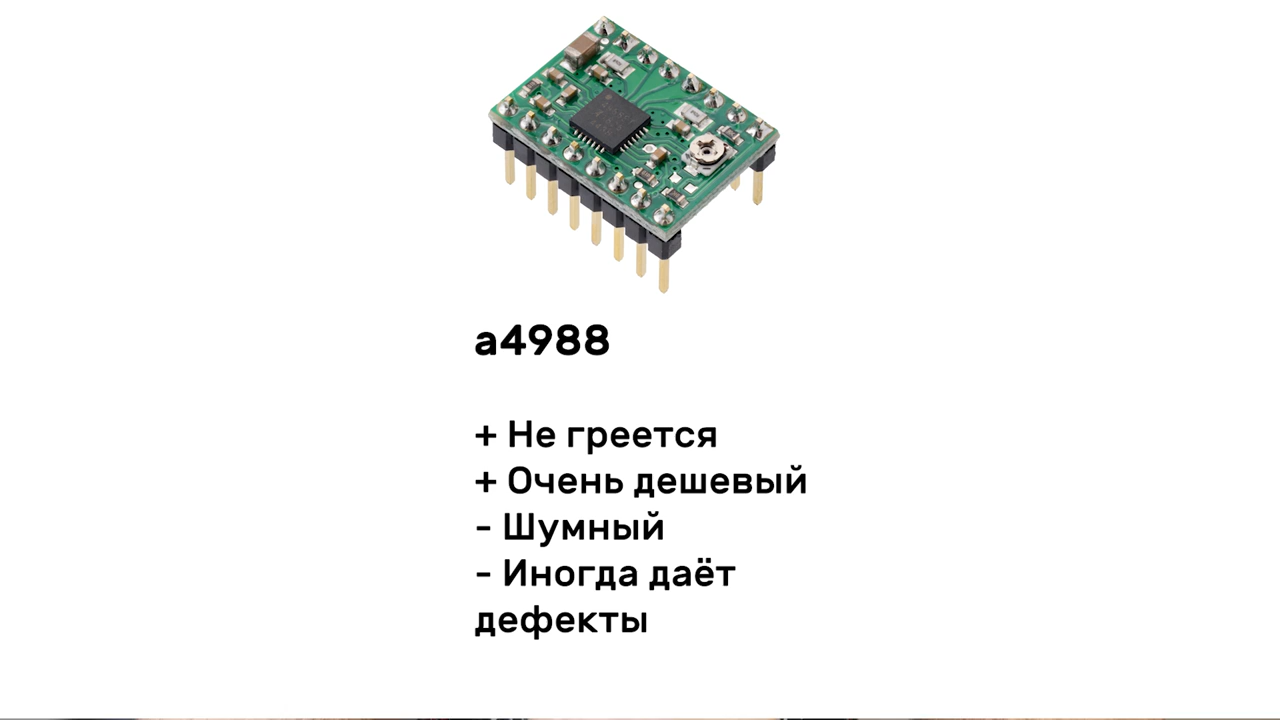 a4988
+ Не греется
+ Очень дешевый
- Шумный
- Иногда даёт
дефекты